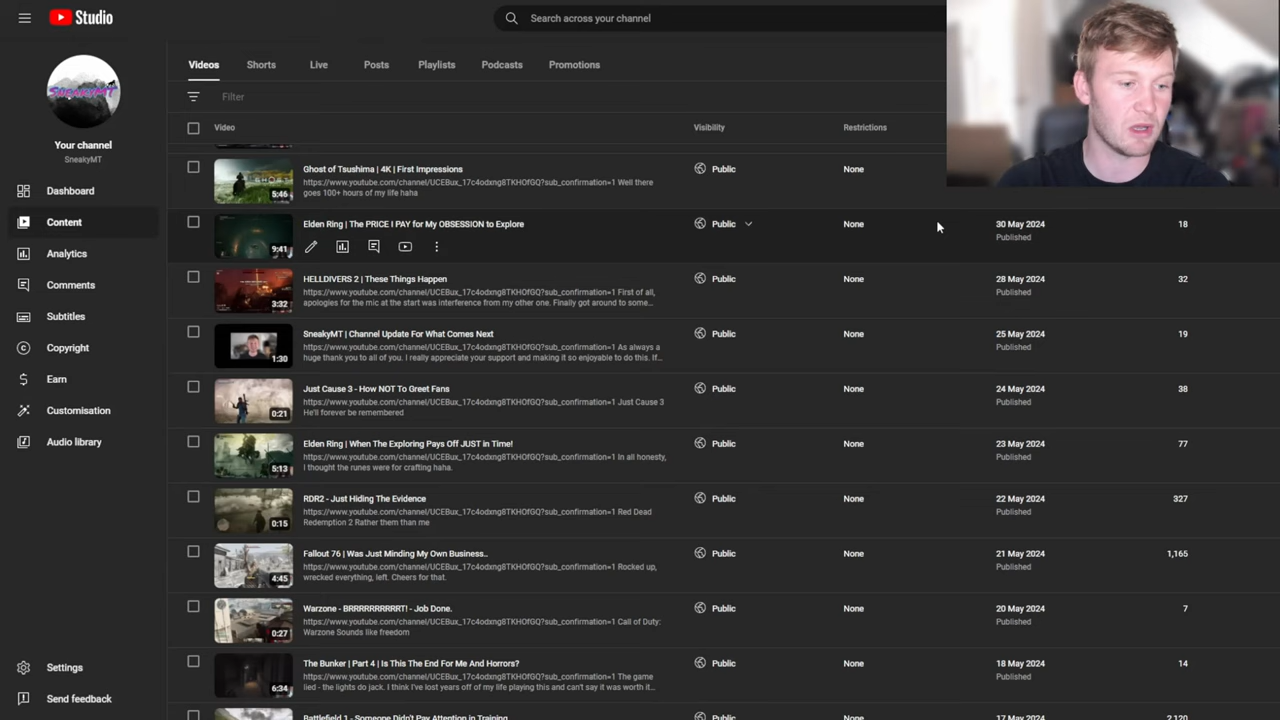 Studio
Search across your channel
SNEAKYMT
Your channel
SneakyMT
Dashboard
Content
Analytics
Comments
Subtitles
Copyright
Earn
Customisation
Audio library
Settings
Send feedback
Videos Shorts Live Posts Playlists Podcasts Promotions
Filter
Video Visibility Restrictions
Ghost of Tsushima | 4K | First Impressions Public None
https://www.youtube.com/channel/UCEBux_17c4odxng8TKHOfGQ?sub_confirmation=1 Well there
goes 100+ hours of my life haha
5:46
Elden Ring | The PRICE I PAY for My OBSESSION to Explore Public None 30 May 2024 18
Published
9:41
HELLDIVERS 2 | These Things Happen Public None 28 May 2024 32
https://www.youtube.com/channel/UCEBux_17c4odxng8TKHOfGQ?sub_confirmation=1 First of all, Published
apologies for the mic at the start was interference from my other one. Finally got around to some...
3:32
SneakyMT | Channel Update For What Comes Next Public None 25 May 2024 19
https://www.youtube.com/channel/UCEBux_17c4odxng8TKHOfGQ?sub_confirmation=1 As always a Published
huge thank you to all of you. I really appreciate your support and making it so enjoyable to do this. If...
1:30
Just Cause 3 - How NOT To Greet Fans Public None 24 May 2024 38
https://www.youtube.com/channel/UCEBux_17c4odxng8TKHOfGQ?sub_confirmation=1 Just Cause 3 Published
He'll forever be remembered
0:21
Elden Ring | When The Exploring Pays Off JUST in Time! Public None 23 May 2024 77
https://www.youtube.com/channel/UCEBux_17c4odxng8TKHOfGQ?sub_confirmation=1 In all honesty, Published
I thought the runes were for crafting haha.
5:13
RDR2 - Just Hiding The Evidence Public None 22 May 2024 327
https://www.youtube.com/channel/UCEBux_17c4odxng8TKHOfGQ?sub_confirmation=1 Red Dead Published
Redemption 2 Rather them than me
0:15
Fallout 76 | Was Just Minding My Own Business.. Public None 21 May 2024 1,165
https://www.youtube.com/channel/UCEBux_17c4odxng8TKHOfGQ?sub_confirmation=1 Rocked up, Published
wrecked everything, left. Cheers for that.
4:45
Warzone - BRRRRRRRRRT! - Job Done. Public None 20 May 2024 7
https://www.youtube.com/channel/UCEBux_17c4odxng8TKHOfGQ?sub_confirmation=1 Call of Duty: Published
Warzone Sounds like freedom
0:27
The Bunker | Part 4 | Is This The End For Me And Horrors? Public None 18 May 2024 14
https://www.youtube.com/channel/UCEBux_17c4odxng8TKHOfGQ?sub_confirmation=1 The game Published
lied - the lights do jack. I think I've lost years off of my life playing this and can't say it was worth it...
6:34
Battlefield 1 - Someone Didn't Pay Attention in Training Public None 17 May 2024 2,120